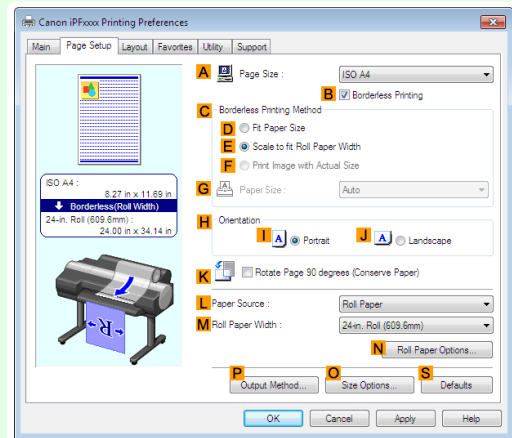 Canon iPFxxxx Printing Preferences
Main Page Setup Layout Favorites Utility Support
A Page Size : ISO A4
B Borderless Printing
C Borderless Printing Method
D Fit Paper Size
E Scale to fit Roll Paper Width
F Print Image with Actual Size
G Paper Size : Auto
ISO A4 :
8.27 in x 11.69 in
Borderless(Roll Width)
24-in. Roll (609.6mm) :
24.00 in x 34.14 in
H Orientation
I A Portrait J A Landscape
K Rotate Page 90 degrees (Conserve Paper)
L Paper Source : Roll Paper
M Roll Paper Width : 24-in. Roll (609.6mm)
N Roll Paper Options...
P Output Method... O Size Options... S Defaults
R
OK Cancel Apply Help